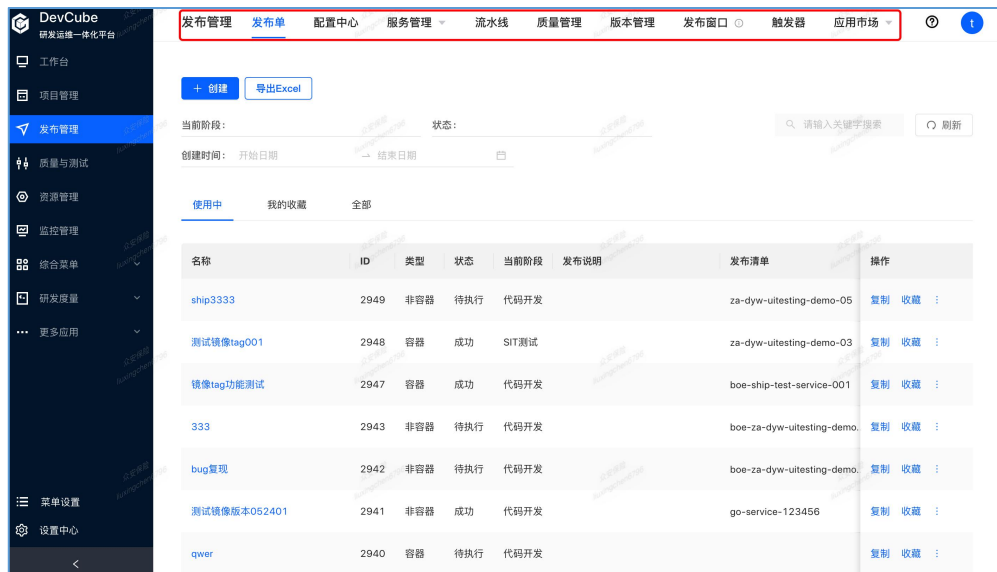 DevCube
研发运维一体化平台
发布管理 发布单 配置中心 服务管理 流水线 质量管理 版本管理 发布窗口 触发器 应用市场 t
工作台
项目管理
发布管理
质量与测试
资源管理
监控管理
综合菜单
研发度量
更多应用
菜单设置
设置中心
+ 创建 导出Excel
当前阶段: 状态: 请输入关键字搜索 刷新
创建时间: 开始日期 → 结束日期
使用中 我的收藏 全部
名称 ID 类型 状态 当前阶段 发布说明 发布清单 操作
ship3333 2949 非容器 待执行 代码开发 za-dyw-uitesting-demo-05 复制 收藏
测试镜像tag001 2948 容器 成功 SIT测试 za-dyw-uitesting-demo-03 复制 收藏
镜像tag功能测试 2947 容器 成功 代码开发 boe-ship-test-service-001 复制 收藏
333 2943 非容器 待执行 代码开发 boe-za-dyw-uitesting-demo. 复制 收藏
bug复现 2942 非容器 待执行 代码开发 boe-za-dyw-uitesting-demo. 复制 收藏
测试镜像版本052401 2941 非容器 成功 代码开发 go-service-123456 复制 收藏
qwer 2940 容器 待执行 代码开发 复制 收藏